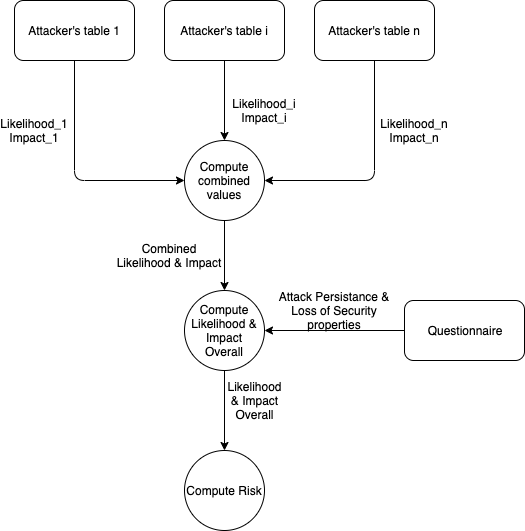 Attacker's table 1
Attacker's table i
Attacker's table n
Likelihood_1
Impact_1
Likelihood_i
Impact_i
Likelihood_n
Impact_n
Compute
combined
values
Combined
Likelihood & Impact
Compute
Likelihood &
Impact
Overall
Attack Persistance &
Loss of Security
properties
Questionnaire
Likelihood
& Impact
Overall
Compute Risk